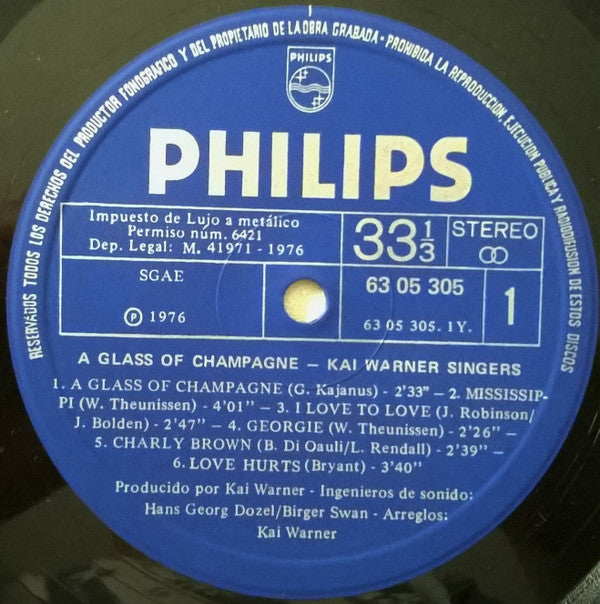 RESERVADOS TODOS LOS DERECHOS DEL PRODUCTOR FONOGRAFICO Y DEL PROPIETARIO DE LA OBRA GRABADA - PROHIBIDA LA REPRODUCCION, EJECUCION PUBLICA Y RADIODIFUSION DE ESTOS DISCOS
PHILIPS
PHILIPS
Impuesto de Lujo a metálico
Permiso núm. 6421
Dep. Legal: M. 41971 - 1976
33 1/3
STEREO
SGAE
℗ 1976
63 05 305
63 05 305. 1Y.
1
A GLASS OF CHAMPAGNE – KAI WARNER SINGERS
1. A GLASS OF CHAMPAGNE (G. Kajanus) - 2'33" – 2. MISSISSIP-
PI (W. Theunissen) - 4'01" – 3. I LOVE TO LOVE (J. Robinson/
J. Bolden) - 2'47" – 4. GEORGIE (W. Theunissen) - 2'26" –
5. CHARLY BROWN (B. Di Oauli/L. Rendall) - 2'39" –
6. LOVE HURTS (Bryant) - 3'40"
Producido por Kai Warner - Ingenieros de sonido:
Hans Georg Dozel/Birger Swan - Arreglos:
Kai Warner